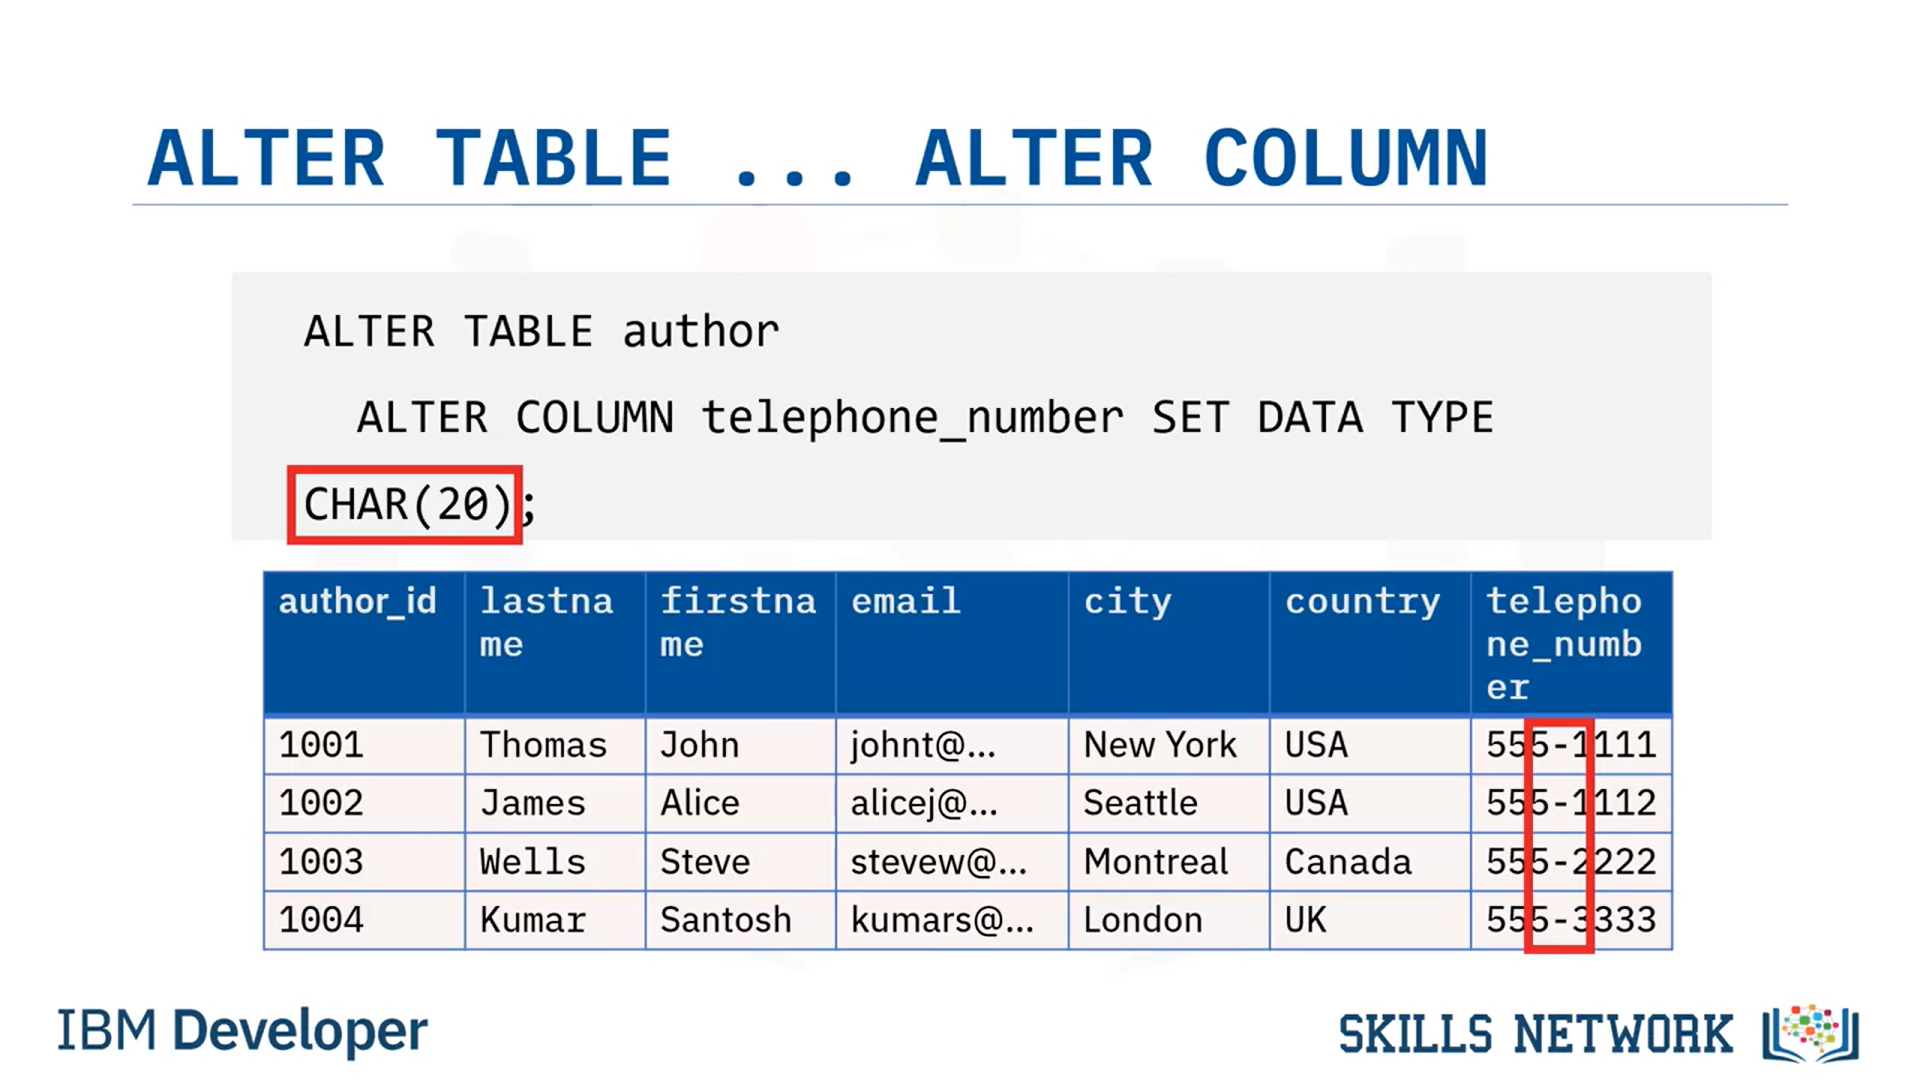 ALTER TABLE ... ALTER COLUMN
ALTER TABLE author
ALTER COLUMN telephone_number SET DATA TYPE
CHAR(20);
author_id lastna firstna email city country telepho
me me ne_numb
er
1001 Thomas John johnt@... New York USA 555-1111
1002 James Alice alicej@... Seattle USA 555-1112
1003 Wells Steve stevew@... Montreal Canada 555-2222
1004 Kumar Santosh kumars@... London UK 555-3333
IBM Developer SKILLS NETWORK